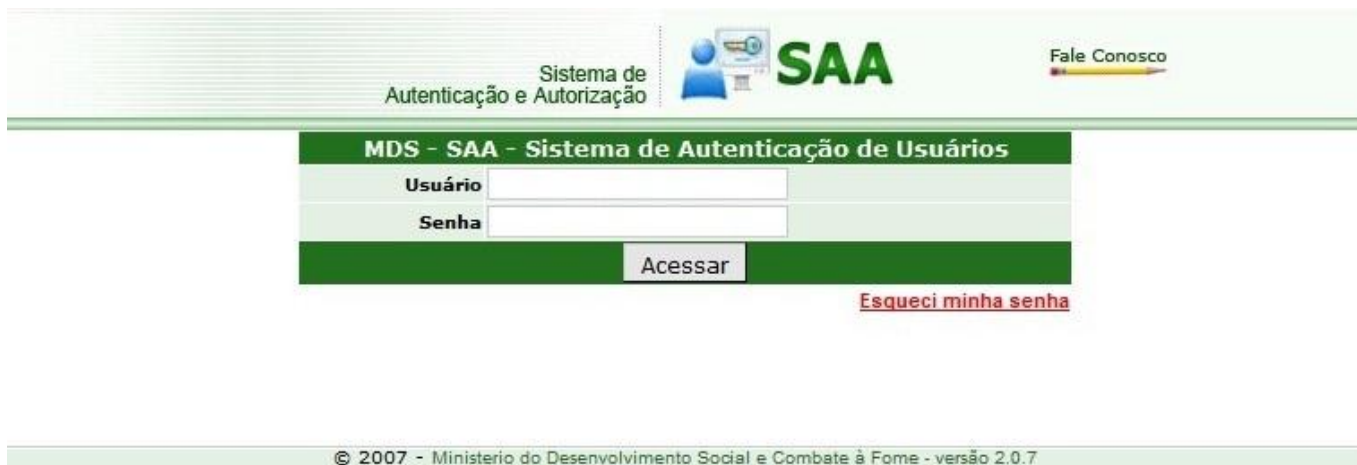 Sistema de
Autenticação e Autorização
SAA
Fale Conosco
MDS - SAA - Sistema de Autenticação de Usuários
Usuário
Senha
Acessar
Esqueci minha senha
© 2007 - Ministerio do Desenvolvimento Social e Combate à Fome - versão 2.0.7